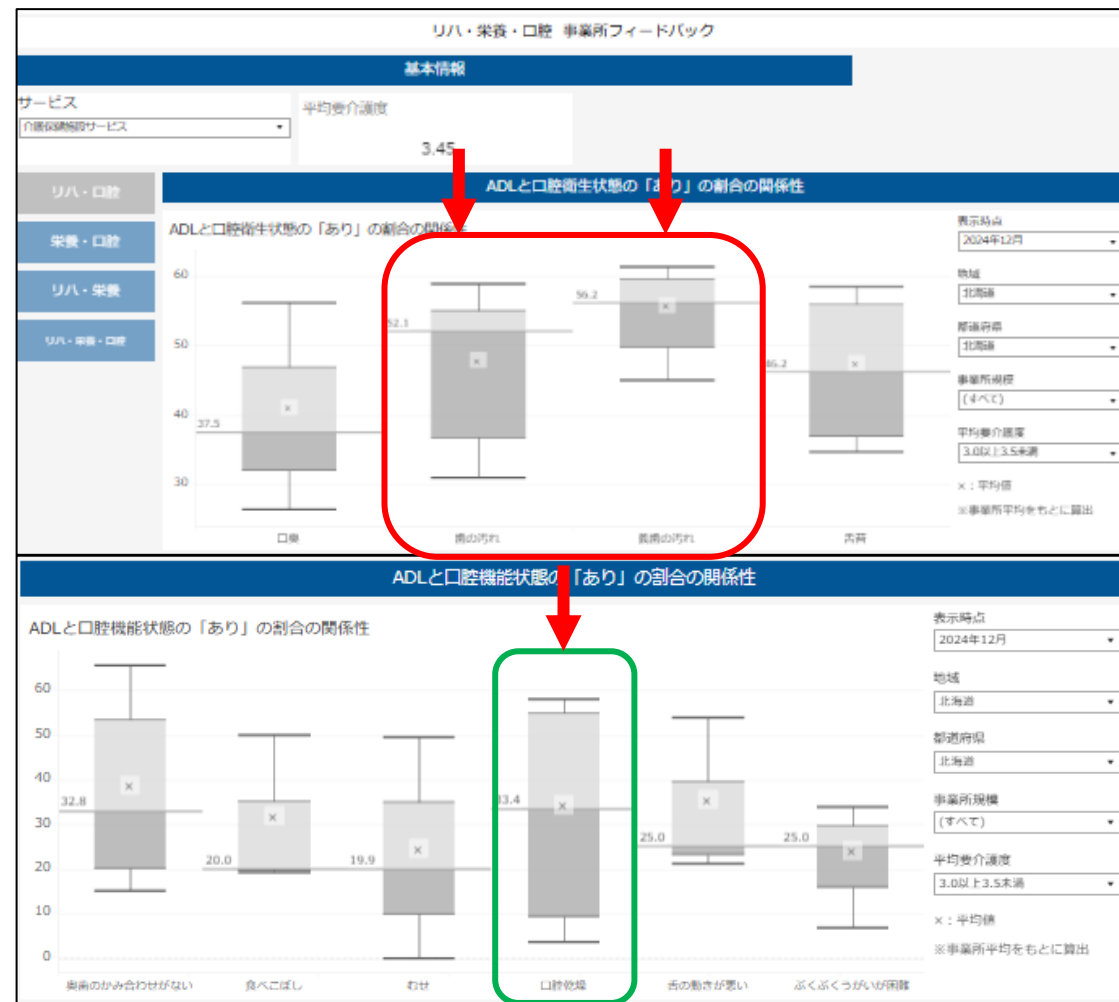 リハ・栄養・口腔 事業所フィードバック
基本情報
サービス
介護保健施設サービス
平均要介護度
3.45
リハ・口腔
栄養・口腔
リハ・栄養
リハ・栄養・口腔
ADLと口腔衛生状態の「あり」の割合の関係性
ADLと口腔衛生状態の「あり」の割合の関係性
60
50
40
30
37.5
52.1
56.2
46.2
×
×
×
×
口臭
歯の汚れ
義歯の汚れ
舌苔
表示時点
2024年12月
地域
北海道
都道府県
北海道
事業所規模
(すべて)
平均要介護度
3.0以上3.5未満
×：平均値
※事業所平均をもとに算出
ADLと口腔機能状態の「あり」の割合の関係性
ADLと口腔機能状態の「あり」の割合の関係性
60
50
40
30
20
10
0
32.8
20.0
19.9
33.4
25.0
25.0
×
×
×
×
×
×
奥歯のかみ合わせがない
食べこぼし
むせ
口腔乾燥
舌の動きが悪い
ぶくぶくうがいが困難
表示時点
2024年12月
地域
北海道
都道府県
北海道
事業所規模
(すべて)
平均要介護度
3.0以上3.5未満
×：平均値
※事業所平均をもとに算出